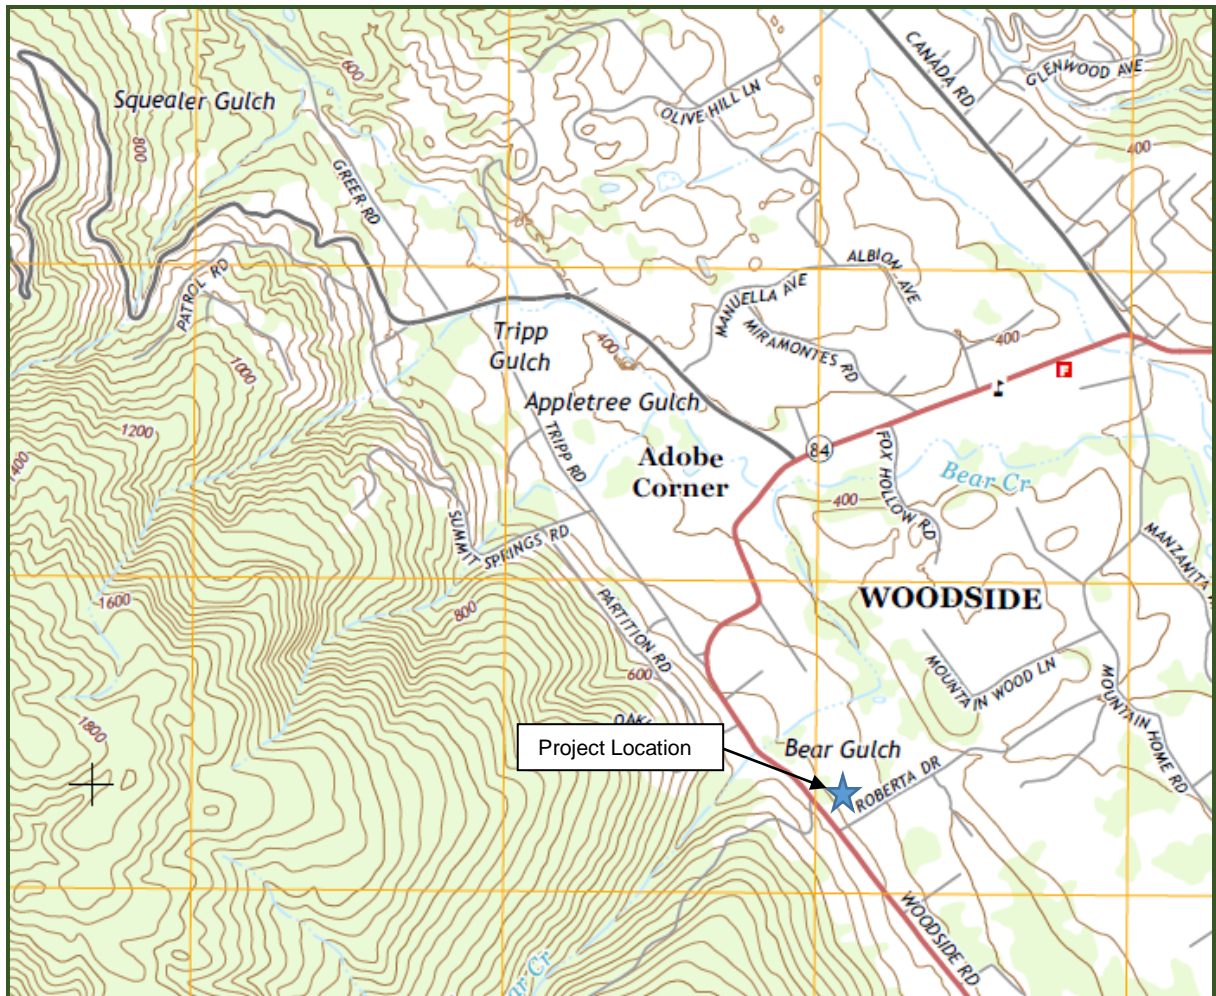 CANADA RD
GLENWOOD AVE
600
Squealer Gulch
OLIVE HILL LN
800
400
GREER RD
ALBION AVE
PATROL RD
MANUELLA AVE
Tripp
Gulch
400
MIRAMONTES RD
400
1000
Appletree Gulch
1200
TRIPP RD
84
FOX HOLLOW RD
Adobe
Corner
Bear Cr
400
SUMMIT SPRINGS RD
MANZANITA
1600
800
PARTITION RD
WOODSIDE
600
MOUNTAIN WOOD LN
MOUNTAIN HOME RD
1800
Project Location
Bear Gulch
ROBERTA DR
WOODSIDE RD